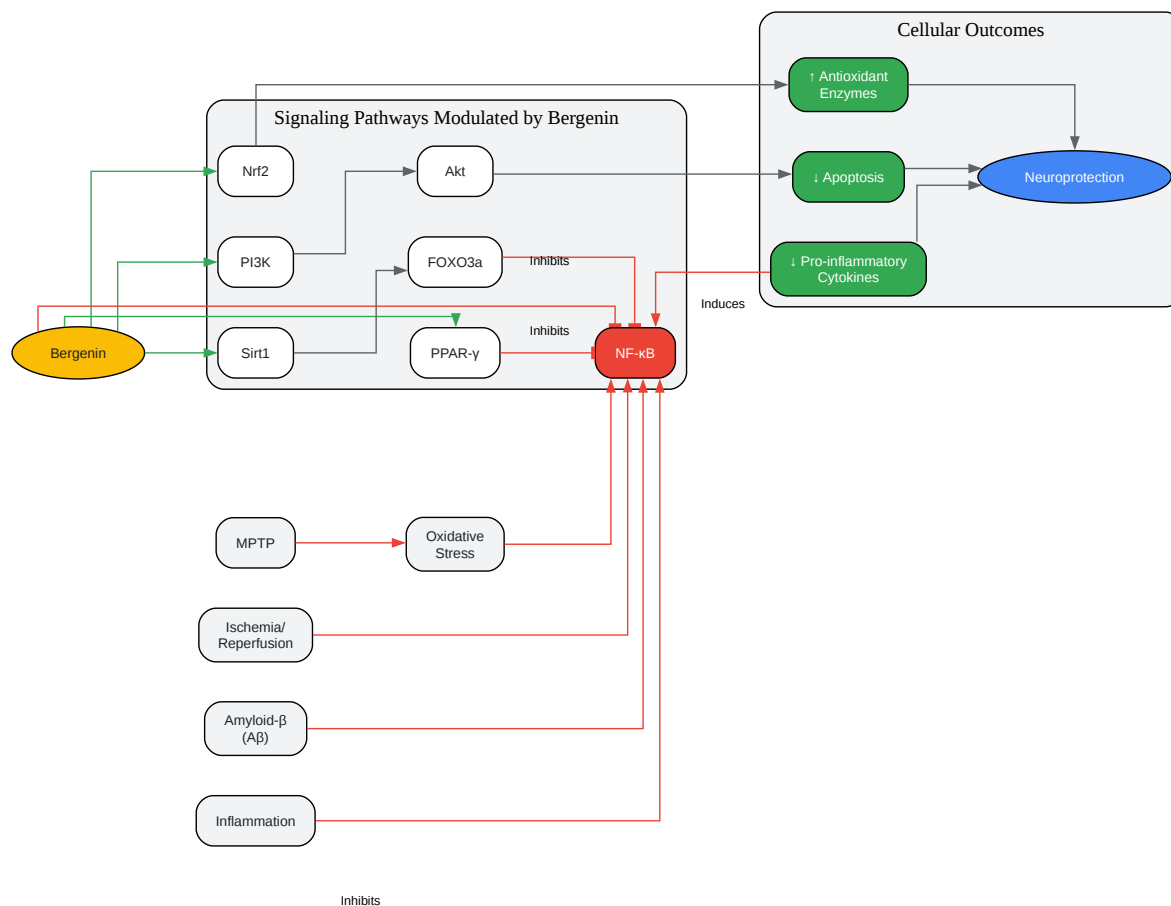 Cellular Outcomes
↑ Antioxidant
Enzymes
Signaling Pathways Modulated by Bergenin
Nrf2
Akt
↓ Apoptosis
Neuroprotection
PI3K
FOXO3a
Inhibits
↓ Pro-inflammatory
Cytokines
Induces
Inhibits
Bergenin
Sirt1
PPAR-γ
NF-κB
MPTP
Oxidative
Stress
Ischemia/
Reperfusion
Amyloid-β
(Aβ)
Inflammation
Inhibits